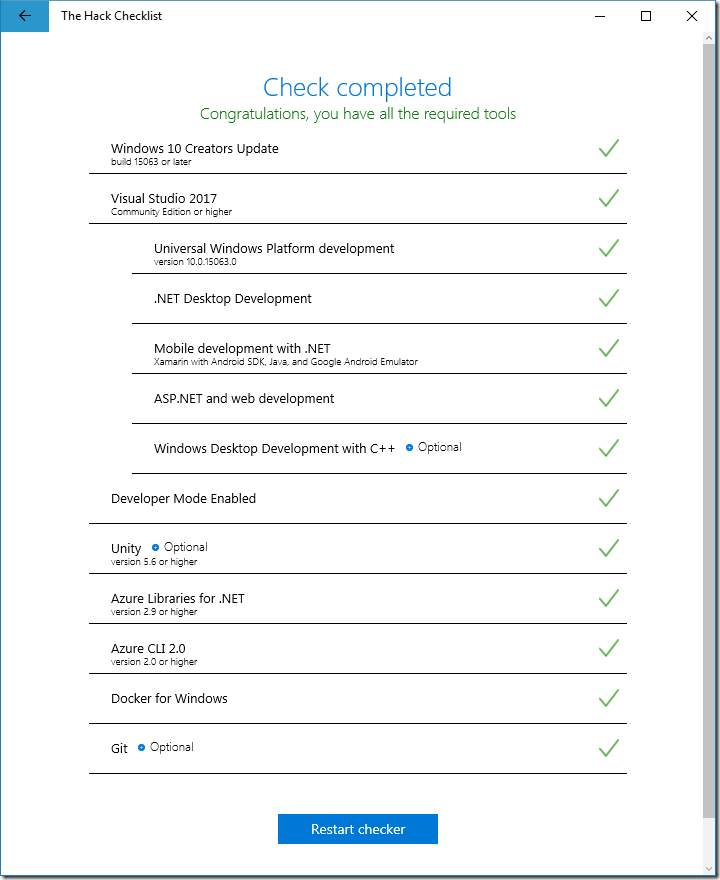 The Hack Checklist
Check completed
Congratulations, you have all the required tools
Windows 10 Creators Update
build 15063 or later
Visual Studio 2017
Community Edition or higher
Universal Windows Platform development
version 10.0.15063.0
.NET Desktop Development
Mobile development with .NET
Xamarin with Android SDK, Java, and Google Android Emulator
ASP.NET and web development
Windows Desktop Development with C++ Optional
Developer Mode Enabled
Unity Optional
version 5.6 or higher
Azure Libraries for .NET
version 2.9 or higher
Azure CLI 2.0
version 2.0 or higher
Docker for Windows
Git Optional
Restart checker